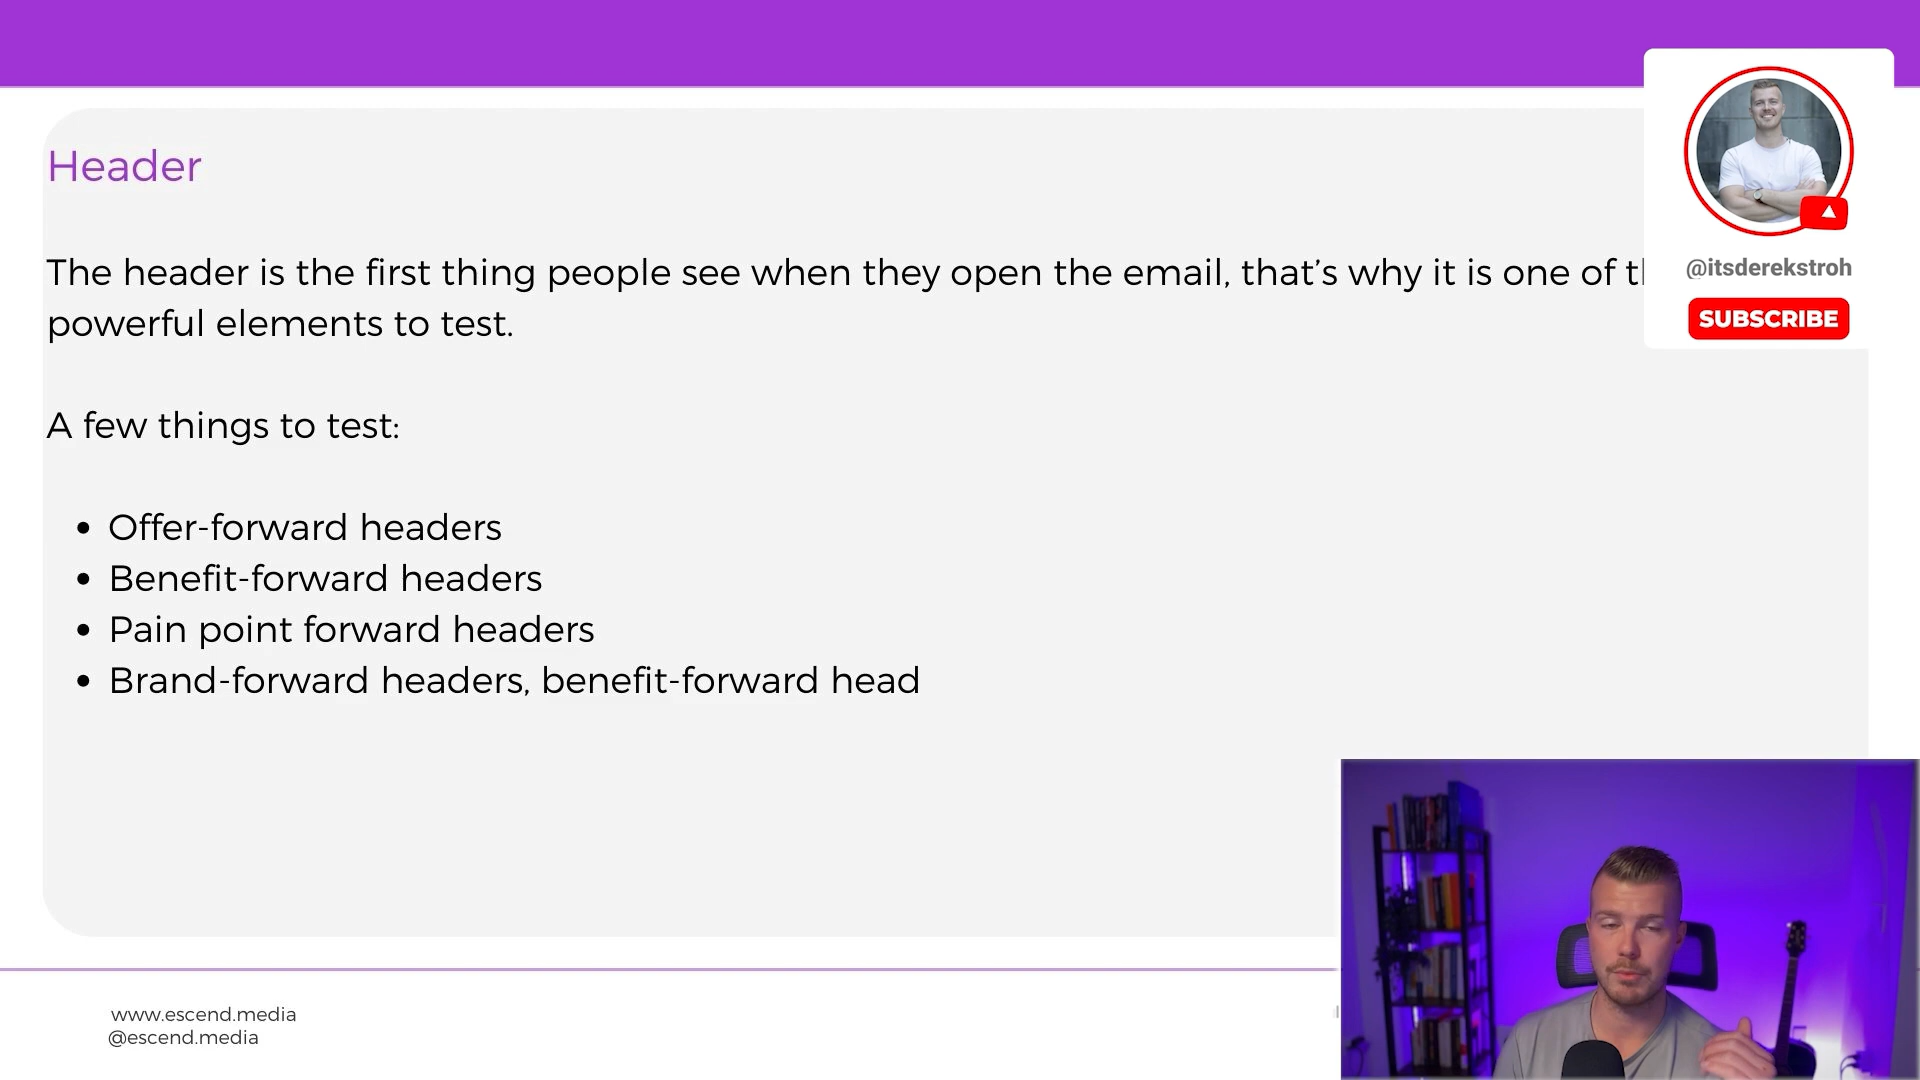 Header
The header is the first thing people see when they open the email, that’s why it is one of
powerful elements to test.
A few things to test:
• Offer-forward headers
• Benefit-forward headers
• Pain point forward headers
• Brand-forward headers, benefit-forward head
@itsderekstroh
SUBSCRIBE
www.escend.media
@escend.media